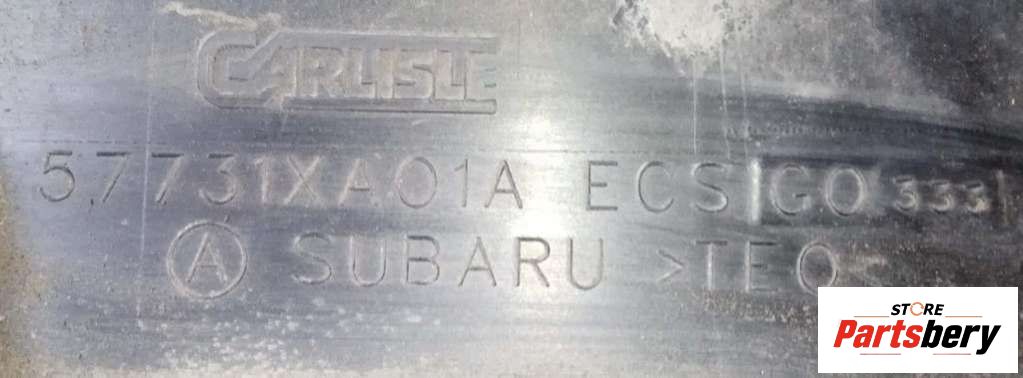 CARLISLE
57731XA01A ECS GO 333
A SUBARU >TEO
STORE
Partsbery